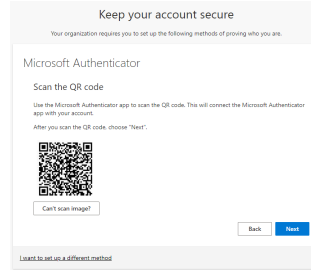 Keep your account secure
Your organization requires you to set up the following methods of proving who you are.
Microsoft Authenticator
Scan the QR code
Use the Microsoft Authenticator app to scan the QR code. This will connect the Microsoft Authenticator
app with your account.
After you scan the QR code, choose "Next".
Can't scan image?
Back Next
I want to set up a different method